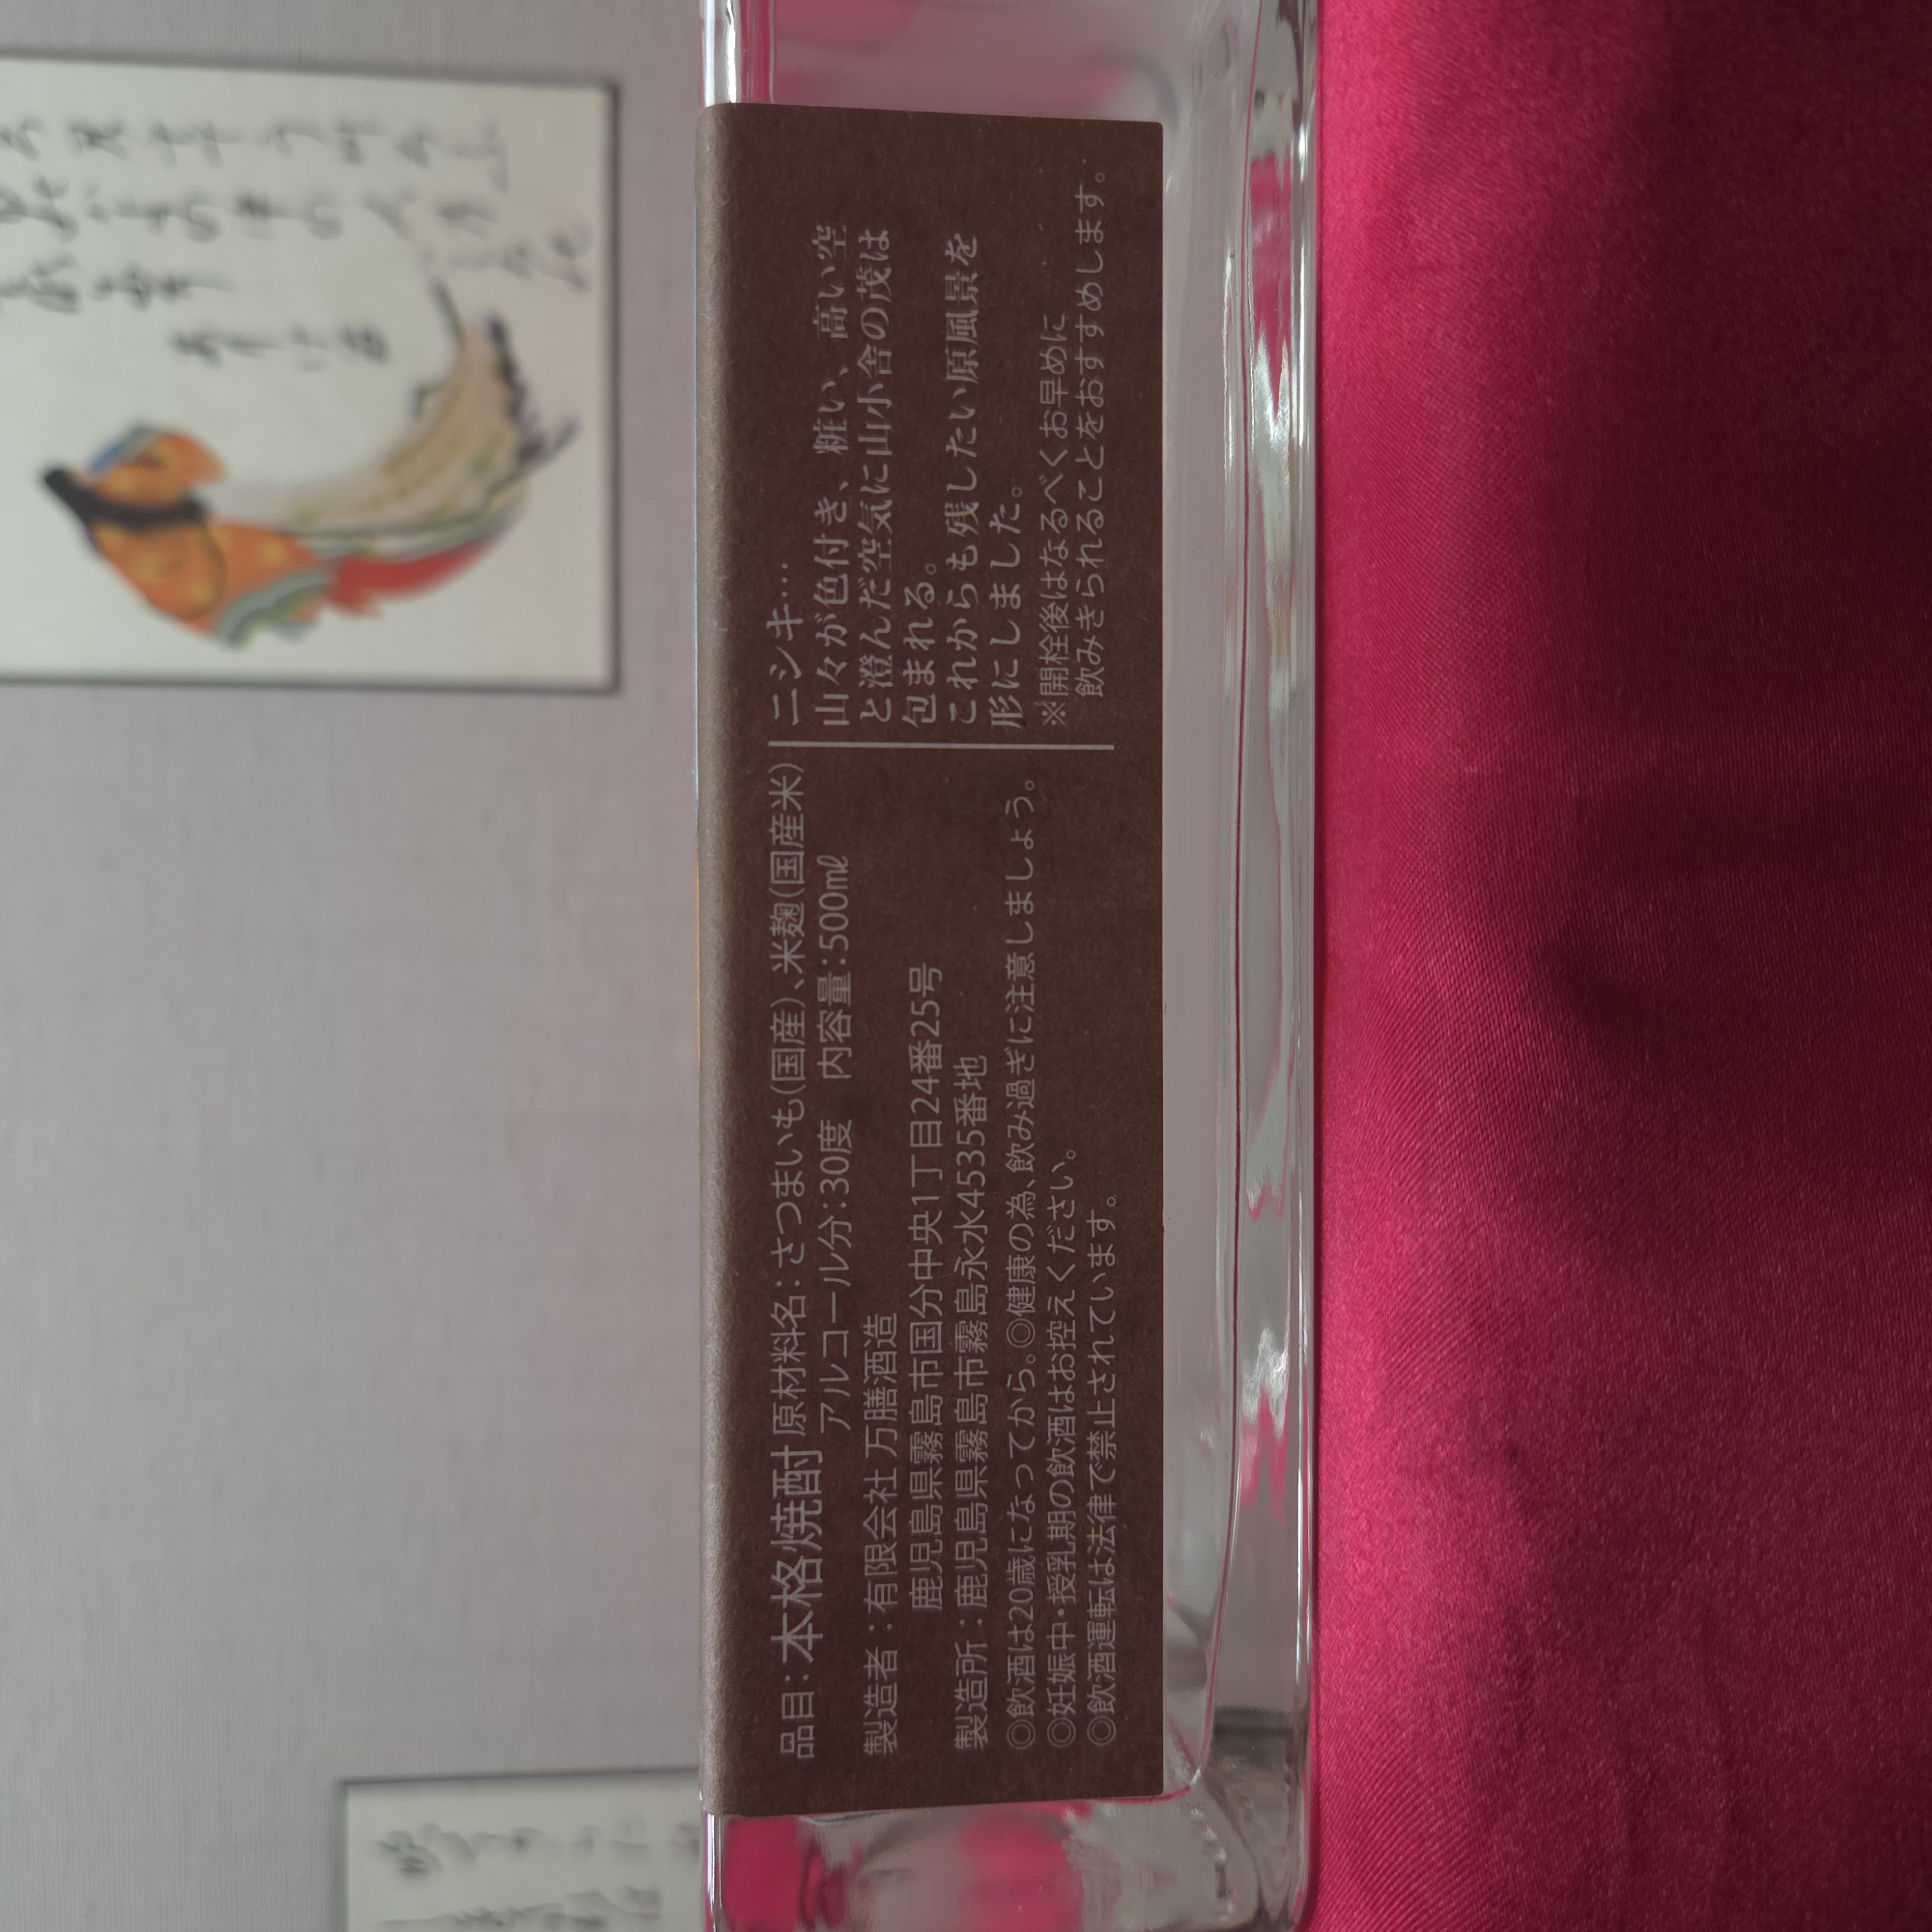 品目：本格焼酎 原材料名：さつまいも(国産)、米麹(国産米)
アルコール分：30度　内容量：500㎖
製造者：有限会社 万膳酒造
鹿児島県霧島市国分中央1丁目24番25号
製造所：鹿児島県霧島市霧島永水4535番地
◎飲酒は20歳になってから。◎健康の為、飲み過ぎに注意しましょう。
◎妊娠中・授乳期の飲酒はお控えください。
◎飲酒運転は法律で禁止されています。
ニシキ…
山々が色付き、粧い、高い空
と澄んだ空気に山小舎の茂は
包まれる。
これからも残したい原風景を
形にしました。
※開栓後はなるべくお早めに
飲みきられることをおすすめします。